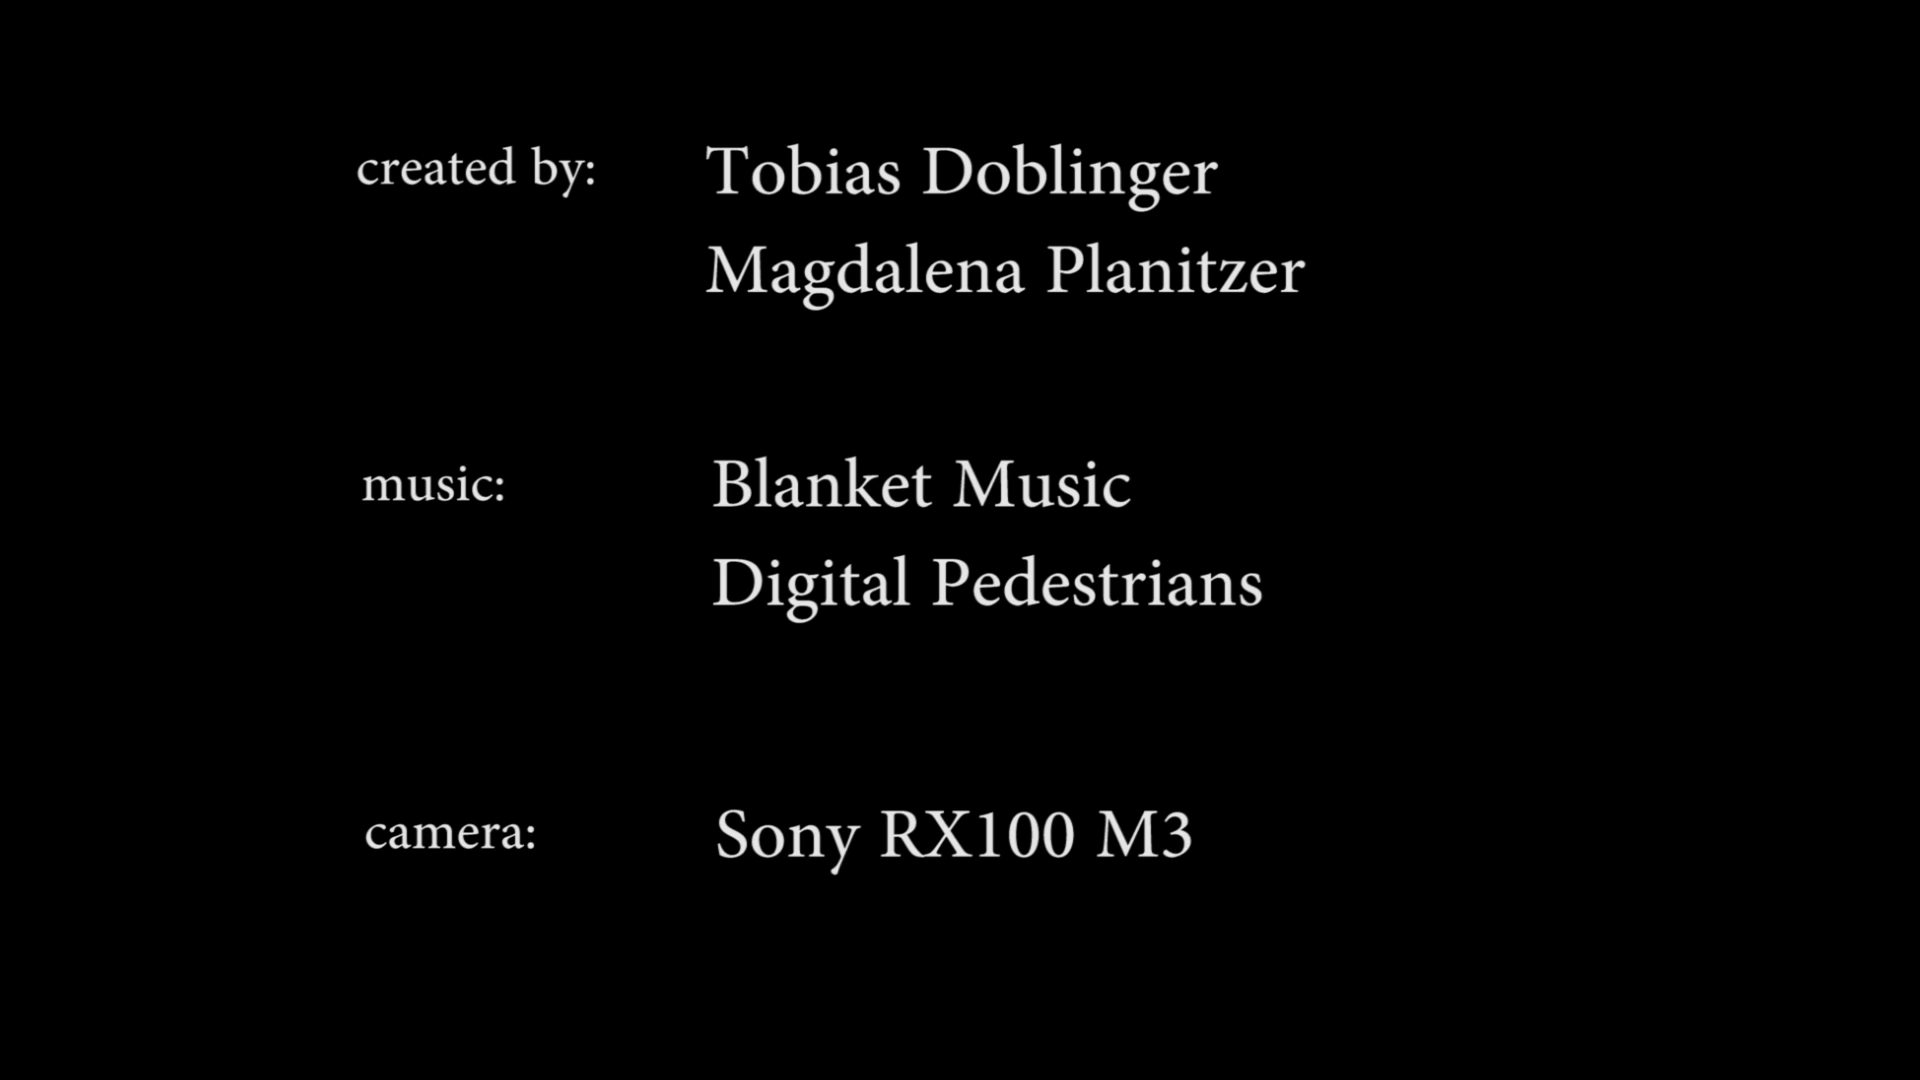 created by: Tobias Doblinger
Magdalena Planitzer
music: Blanket Music
Digital Pedestrians
camera: Sony RX100 M3